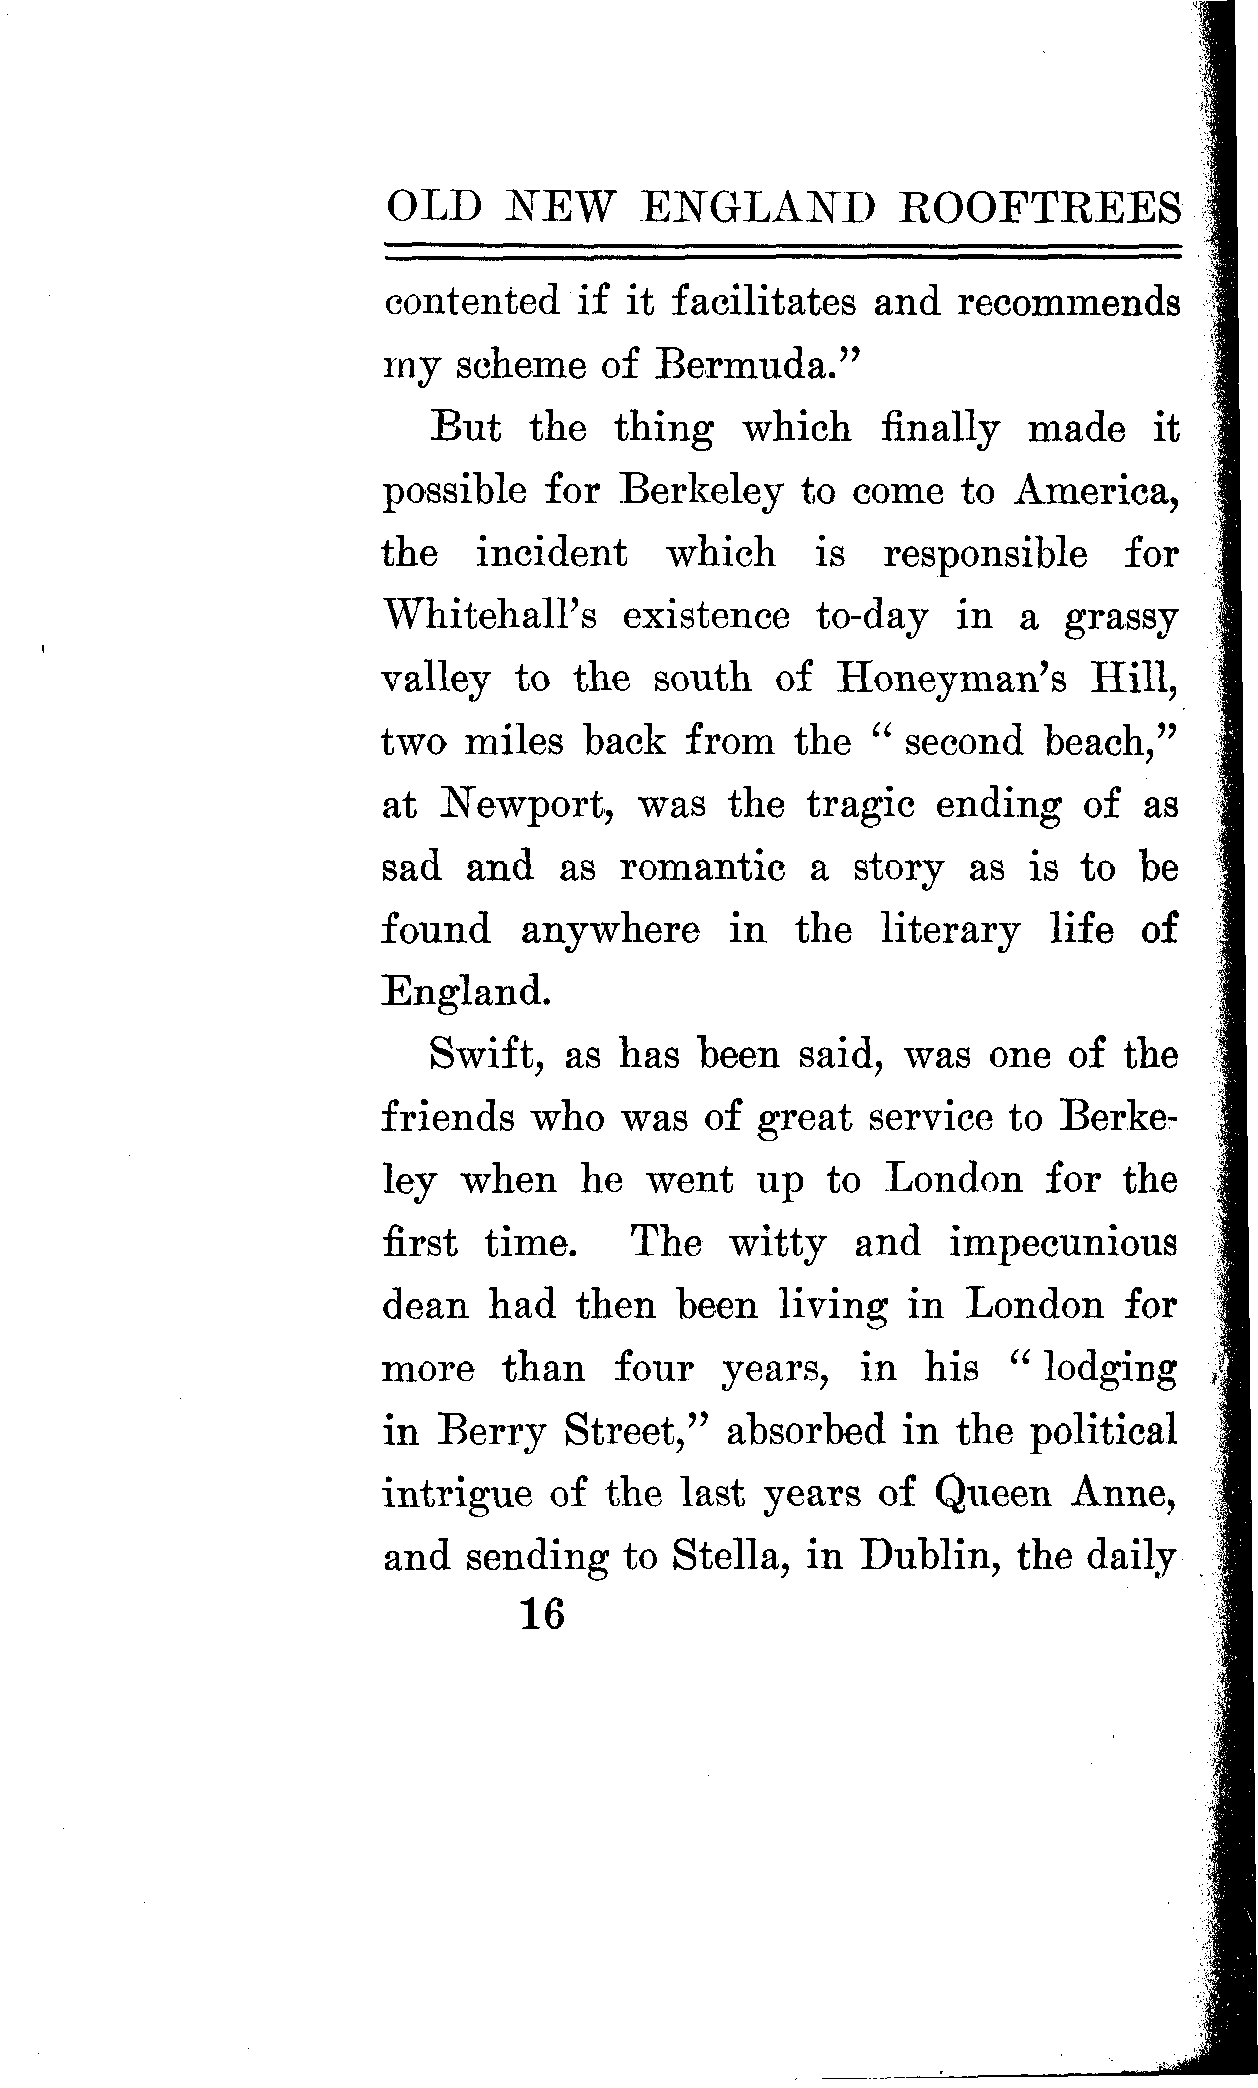 OLD NEW ENGLAND ROOFTREES
contented if it facilitates and recommends
my scheme of Bermuda.”
But the thing which finally made it
possible for Berkeley to come to America,
the incident which is responsible for
Whitehall’s existence to-day in a grassy
valley to the south of Honeyman’s Hill,
two miles back from the “ second beach,”
at Newport, was the tragic ending of as
sad and as romantic a story as is to be
found anywhere in the literary life of
England.
Swift, as has been said, was one of the
friends who was of great service to Berke-
ley when he went up to London for the
first time. The witty and impecunious
dean had then been living in London for
more than four years, in his “ lodging
in Berry Street,” absorbed in the political
intrigue of the last years of Queen Anne,
and sending to Stella, in Dublin, the daily
16